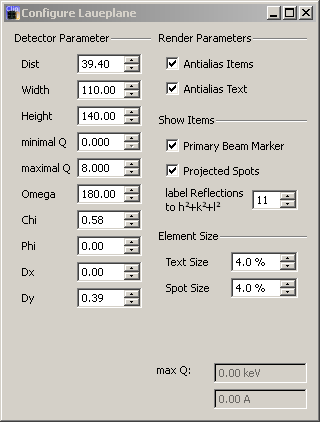 Configure Laueplane
Detector Parameter
Dist 39.40
Width 110.00
Height 140.00
minimal Q 0.000
maximal Q 8.000
Omega 180.00
Chi 0.58
Phi 0.00
Dx 0.00
Dy 0.39
Render Parameters
Antialias Items
Antialias Text
Show Items
Primary Beam Marker
Projected Spots
label Reflections
to h²+k²+l² 11
Element Size
Text Size 4.0 %
Spot Size 4.0 %
max Q: 0.00 keV
0.00 A